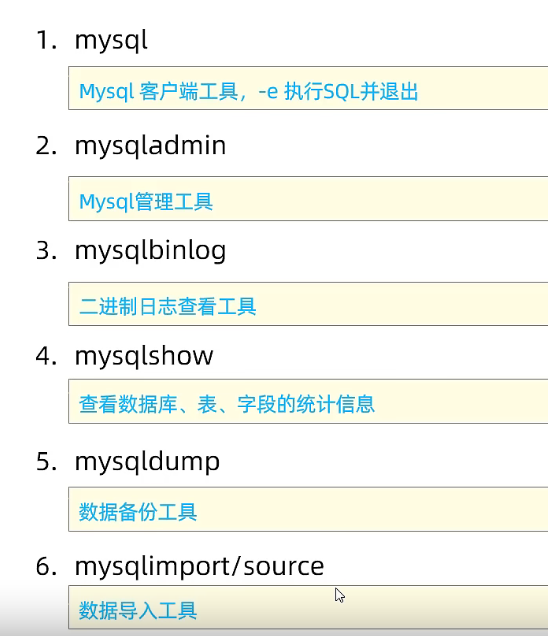 1. mysql
Mysql 客户端工具，-e 执行SQL并退出
2. mysqladmin
Mysql管理工具
3. mysqlbinlog
二进制日志查看工具
4. mysqlshow
查看数据库、表、字段的统计信息
5. mysqldump
数据备份工具
6. mysqlimport/source
数据导入工具